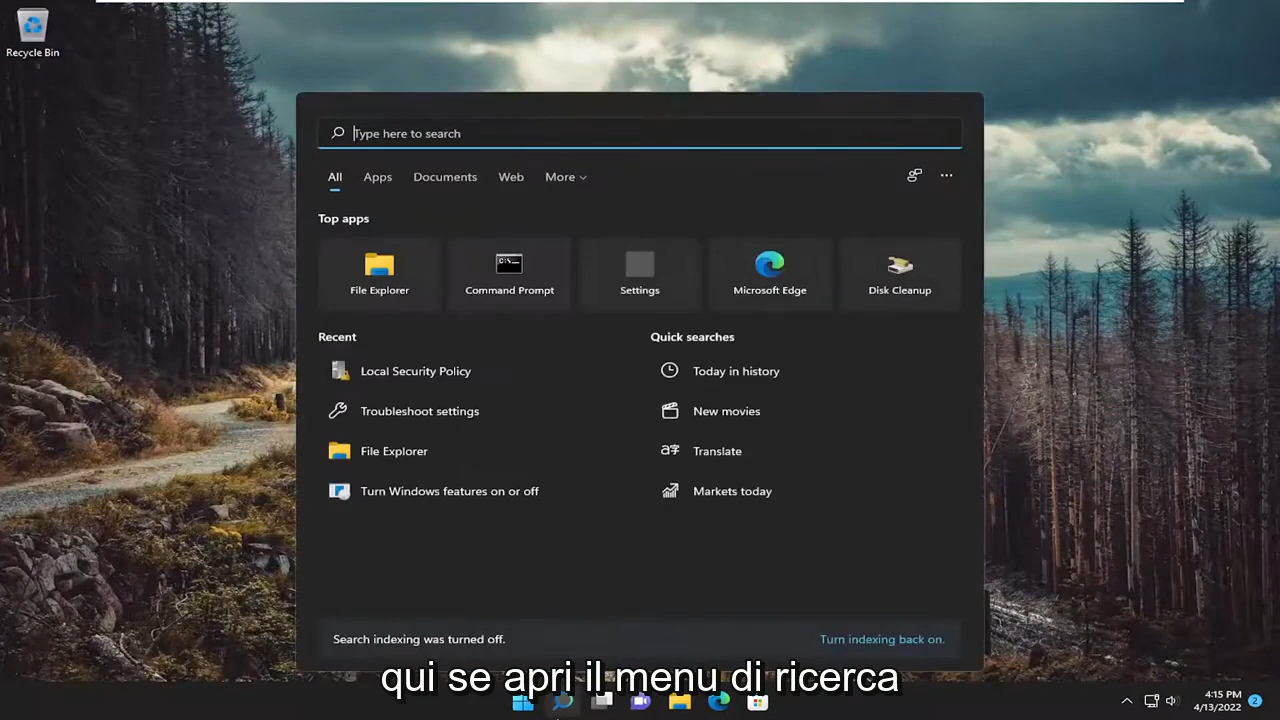 Recycle Bin
Type here to search
All Apps Documents Web More
Top apps
File Explorer Command Prompt Settings Microsoft Edge Disk Cleanup
Recent Quick searches
Local Security Policy Today in history
Troubleshoot settings New movies
File Explorer Translate
Turn Windows features on or off Markets today
Search indexing was turned off. Turn indexing back on.
qui se apri il menu di ricerca
4:15 PM
4/13/2022 2